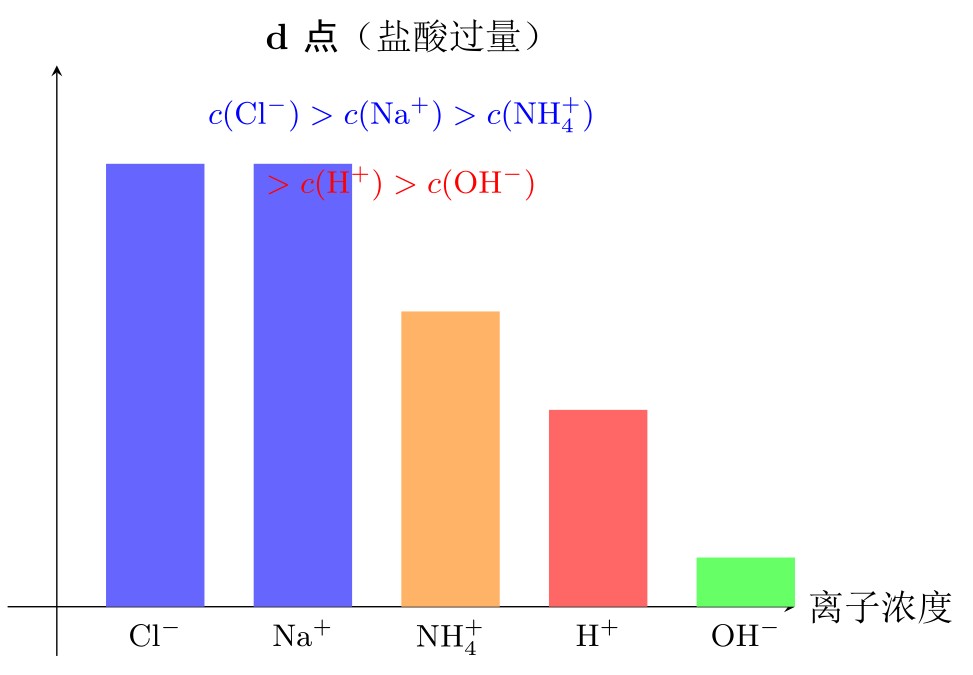 d 点（盐酸过量）
c(Cl⁻) > c(Na⁺) > c(NH₄⁺)
> c(H⁺) > c(OH⁻)
离子浓度
Cl⁻ Na⁺ NH₄⁺ H⁺ OH⁻